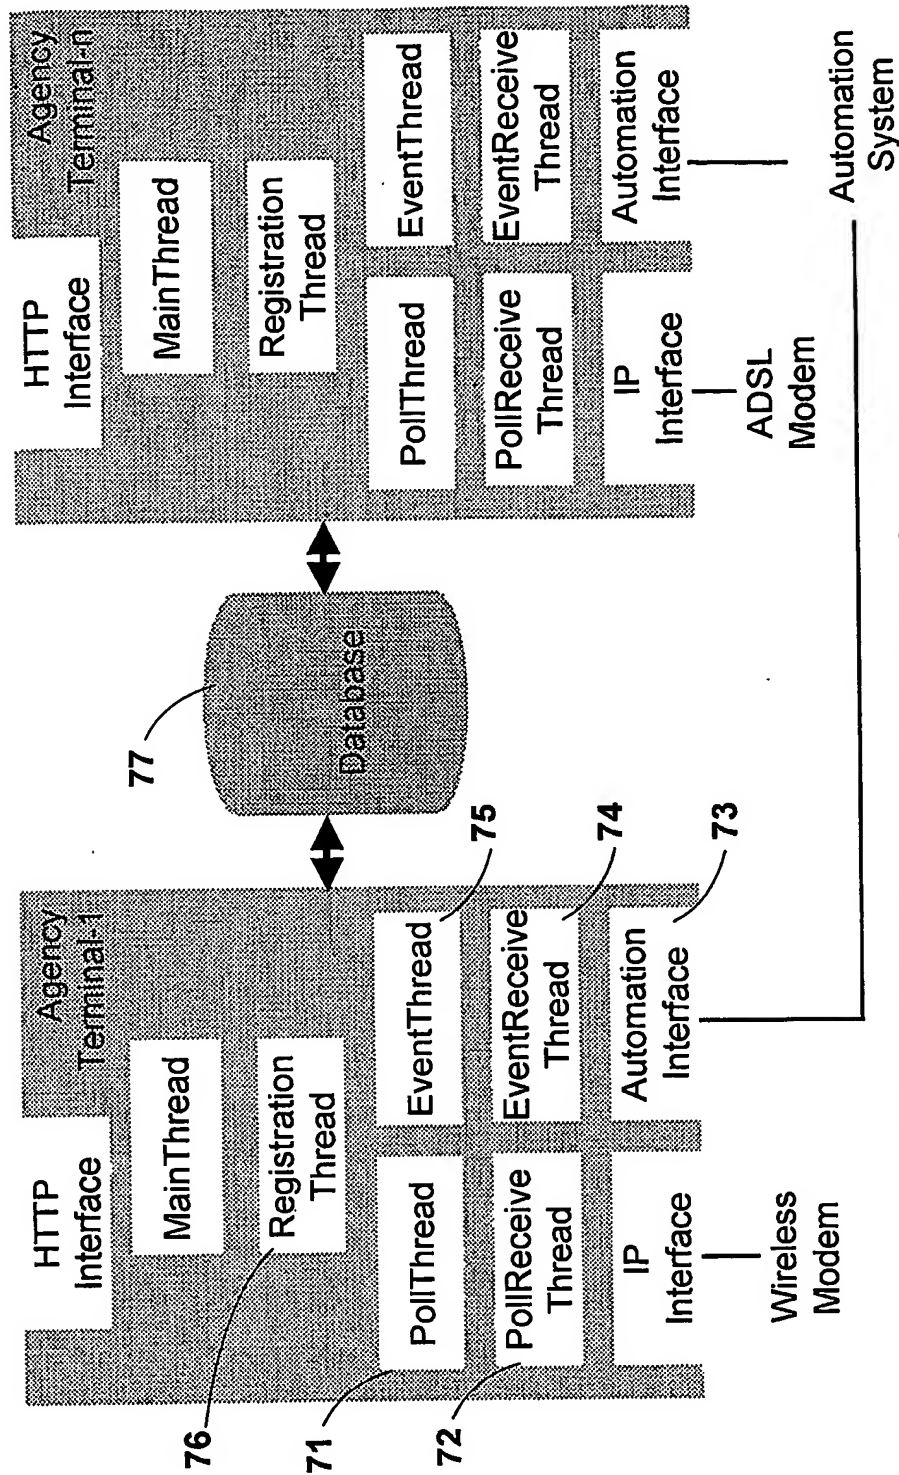 HTTP
Interface
Agency
Terminal-1
MainThread
76
Registration
Thread
71
PollThread
EventThread
75
72
PollReceive
Thread
EventReceive
Thread
74
IP
Interface
Automation
Interface
73
Wireless
Modem
77
Database
HTTP
Interface
Agency
Terminal-n
MainThread
Registration
Thread
PollThread
EventThread
PollReceive
Thread
EventReceive
Thread
IP
Interface
Automation
Interface
ADSL
Modem
Automation
System